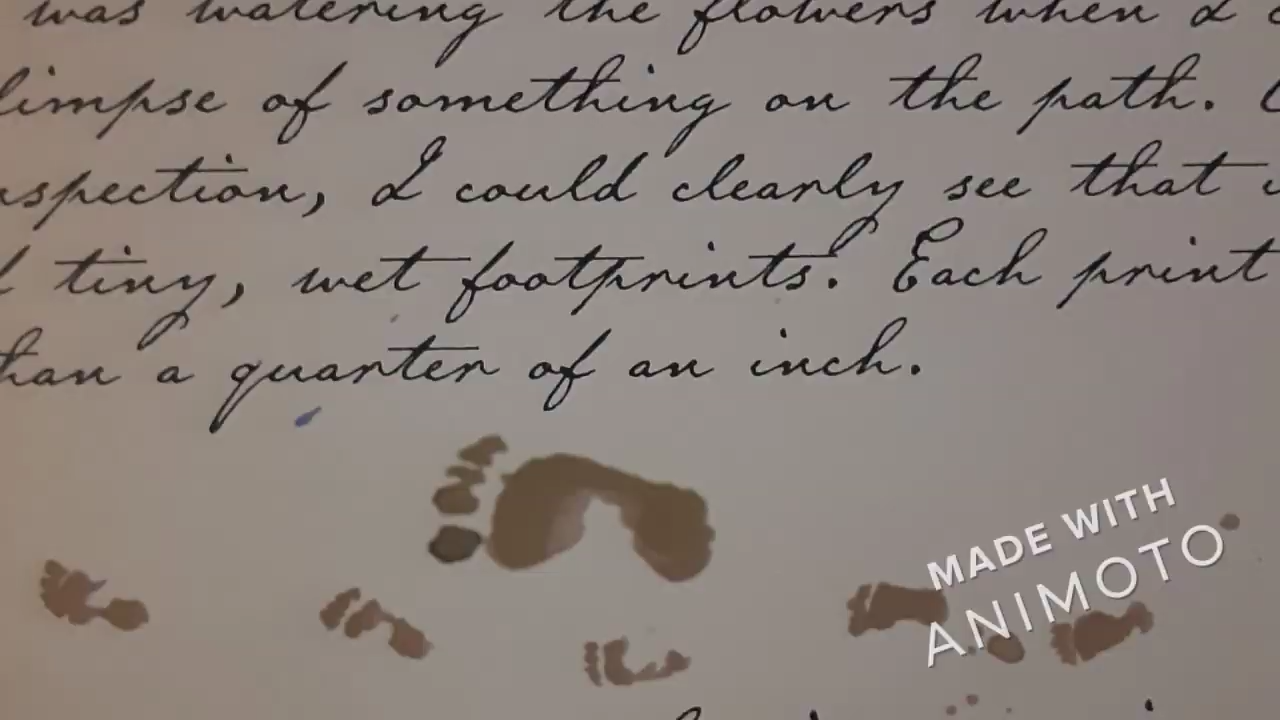 was watering the flowers when I
limpse of something on the path.
nspection, I could clearly see that
tiny, wet footprints. Each print
han a quarter of an inch.
MADE WITH
ANIMOTO